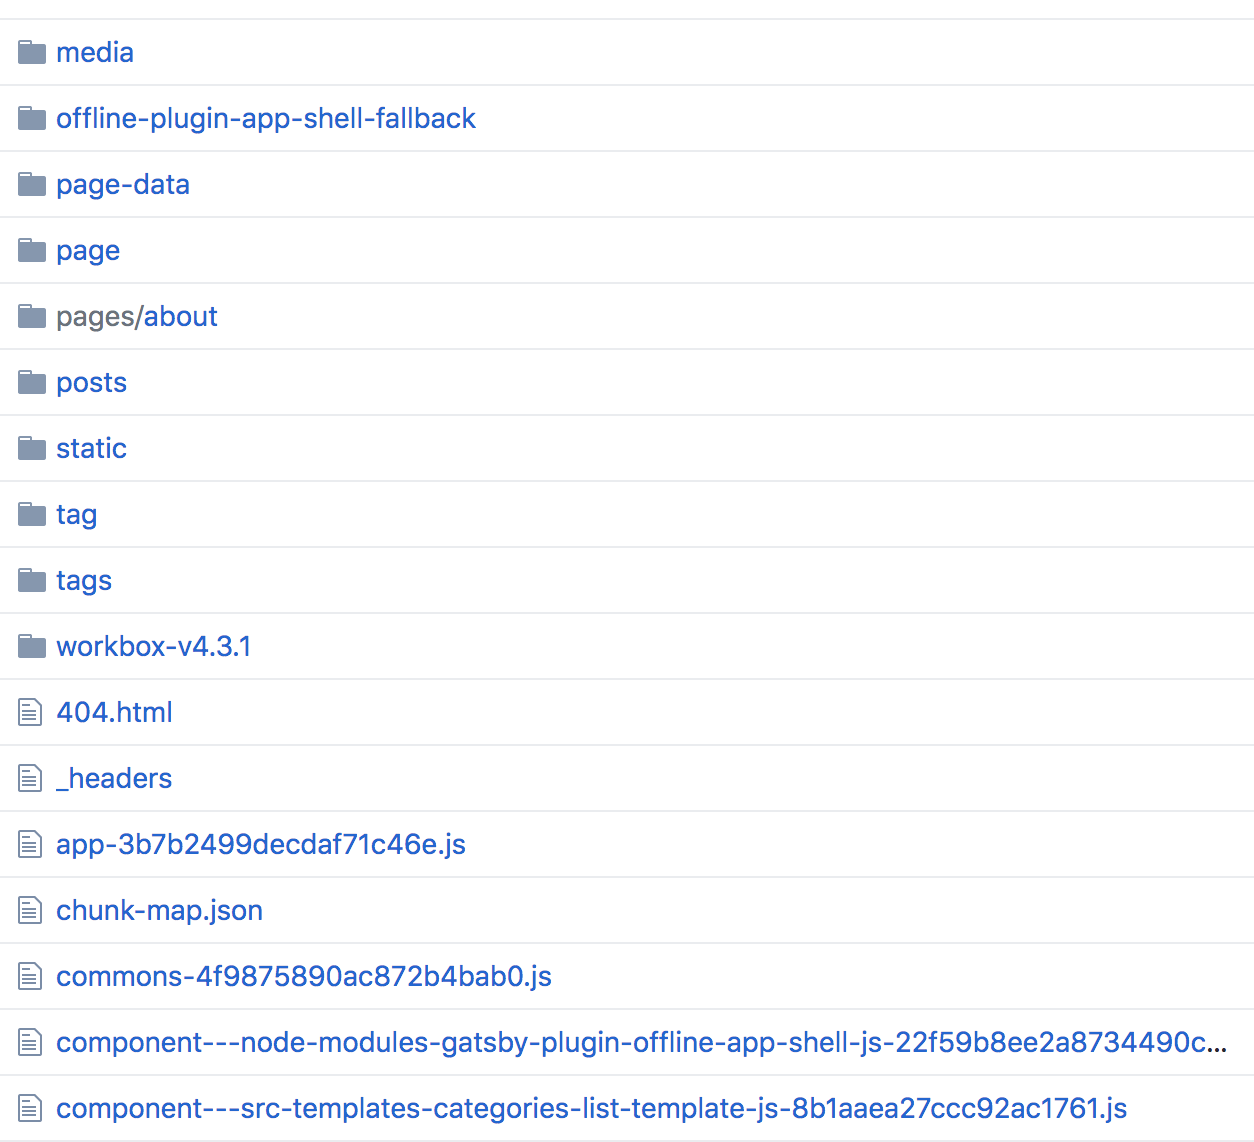 media
offline-plugin-app-shell-fallback
page-data
page
pages/about
posts
static
tag
tags
workbox-v4.3.1
404.html
_headers
app-3b7b2499decdaf71c46e.js
chunk-map.json
commons-4f9875890ac872b4bab0.js
component---node-modules-gatsby-plugin-offline-app-shell-js-22f59b8ee2a8734490c...
component---src-templates-categories-list-template-js-8b1aaea27ccc92ac1761.js